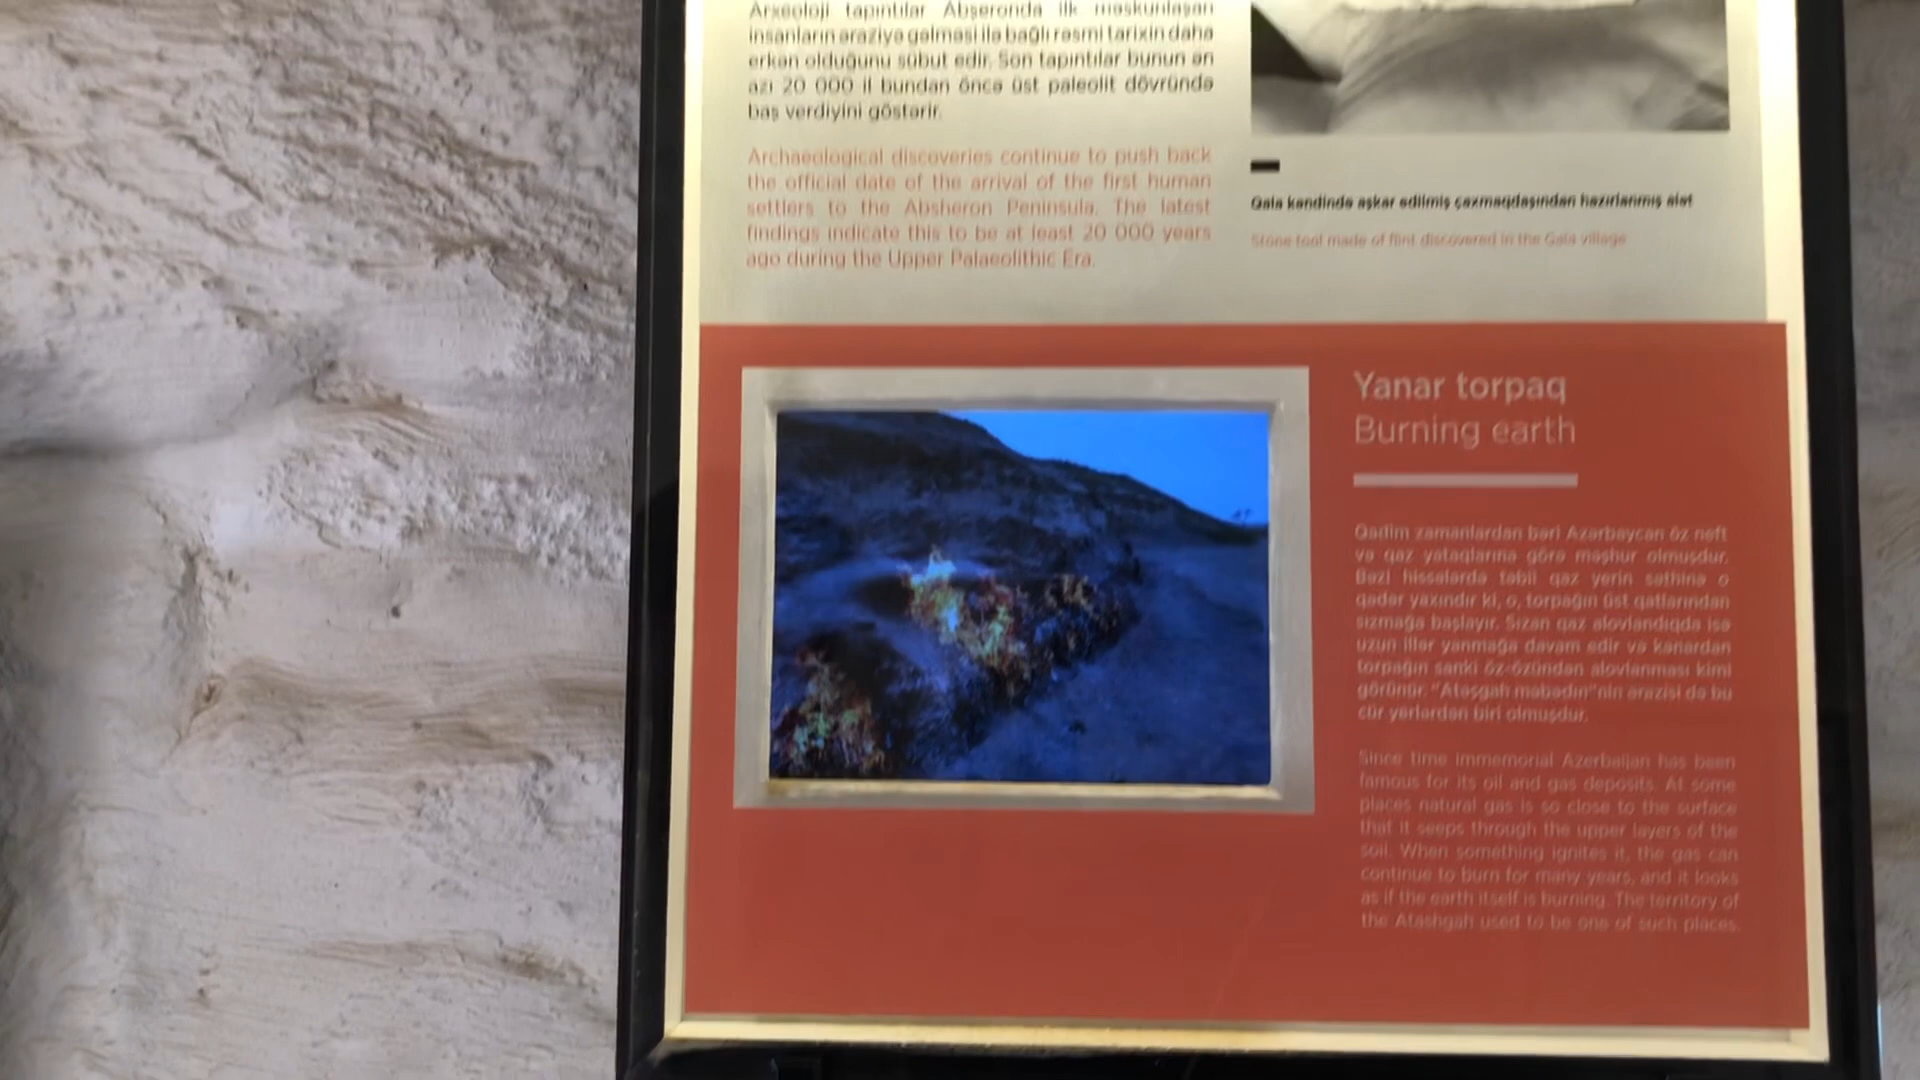 Arxeoloji tapıntılar Abşeronda ilk məskunlaşan
insanların əraziyə gəlməsi ilə bağlı rəsmi tarixin daha
erkən olduğunu sübut edir. Son tapıntılar bunun ən
azı 20 000 il bundan öncə üst paleolit dövründə
baş verdiyini göstərir.
Archaeological discoveries continue to push back
the official date of the arrival of the first human
settlers to the Absheron Peninsula. The latest
findings indicate this to be at least 20 000 years
ago during the Upper Palaeolithic Era.
Qala kəndində aşkar edilmiş çaxmaqdaşından hazırlanmış alət
Stone tool made of flint discovered in the Gala village
Yanar torpaq
Burning earth
Qədim zamanlardan bəri Azərbaycan öz neft
və qaz yataqlarına görə məşhur olmuşdur.
Bəzi hissələrdə təbii qaz yerin səthinə o
qədər yaxındır ki, o, torpağın üst qatlarından
sızmağa başlayır. Sızan qaz alovlandıqda isə
uzun illər yanmağa davam edir və kənardan
torpağın sanki öz-özündən alovlanması kimi
görünür. "Atəşgah məbədin"nin ərazisi də bu
cür yerlərdən biri olmuşdur.
Since time immemorial Azerbaijan has been
famous for its oil and gas deposits. At some
places natural gas is so close to the surface
that it seeps through the upper layers of the
soil. When something ignites it, the gas can
continue to burn for many years, and it looks
as if the earth itself is burning. The territory of
the Atashgah used to be one of such places.